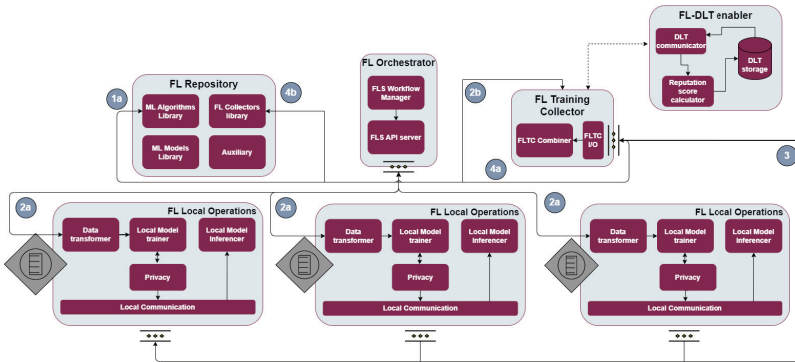 FL-DLT enabler
DLT
communicator
DLT
storage
Reputation
score
calculator
FL Orchestrator
FLS Workflow
Manager
FLS API server
FL Repository
ML Algorithms
Library
FL Collectors
library
ML Models
Library
Auxiliary
1a
4b
2b
FL Training
Collector
FLTC Combiner
FLTC
I/O
4a
3
2a
FL Local Operations
Data
transformer
Local Model
trainer
Local Model
Inferencer
Privacy
Local Communication
2a
FL Local Operations
Data
transformer
Local Model
trainer
Local Model
Inferencer
Privacy
Local Communication
2a
FL Local Operations
Data
transformer
Local Model
trainer
Local Model
Inferencer
Privacy
Local Communication